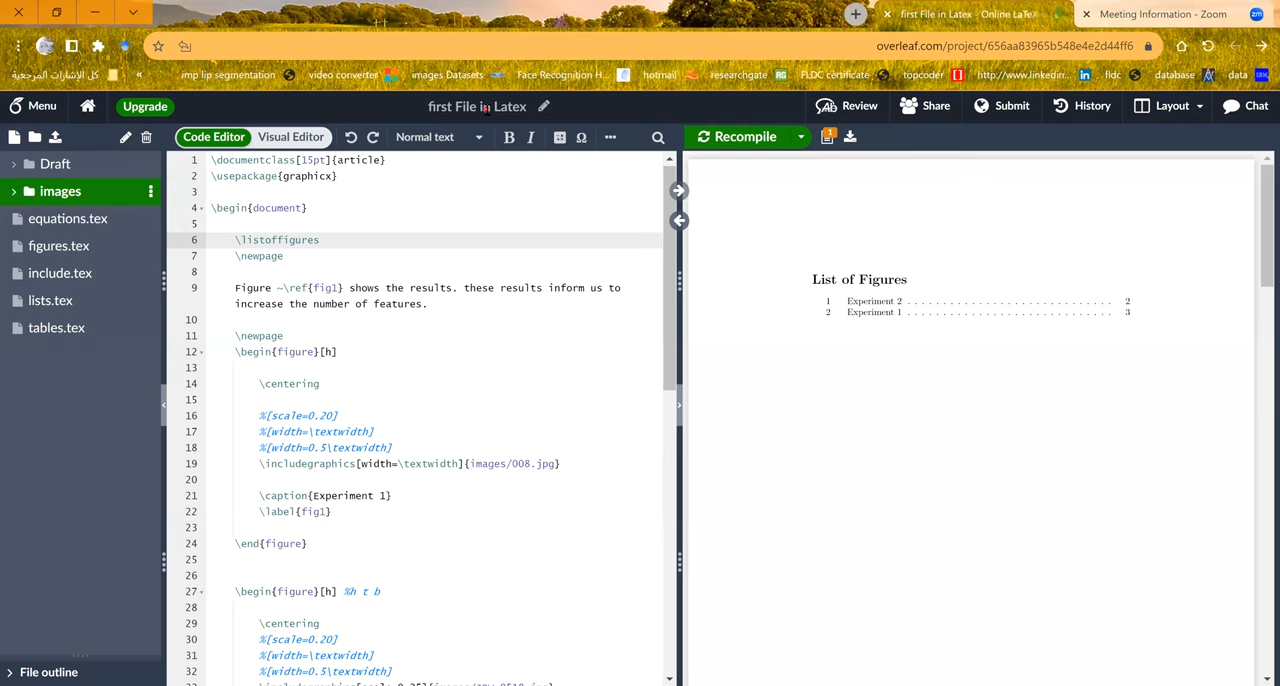 first File in Latex - Online LaTe
Meeting Information - Zoom
zm
overleaf.com/project/656aa83965b548e4e2d44ff6
كل الإشارات المرجعية
»
imp lip segmentation
video converter
images Datasets
Face Recognition H...
hotmail
RG
researchgate
FLDC certificate
topcoder
http://www.linkedin...
fldc
database
data
Menu
Upgrade
first File in Latex
Review
Share
Submit
History
Layout
Chat
Code Editor
Visual Editor
Normal text
B
I
Ω
Recompile
1
Draft
images
equations.tex
figures.tex
include.tex
lists.tex
tables.tex
File outline
1 \documentclass[15pt]{article}
2 \usepackage{graphicx}
3
4 \begin{document}
5
6 \listoffigures
7 \newpage
8
9 Figure ~\ref{fig1} shows the results. these results inform us to
increase the number of features.
10
11 \newpage
12 \begin{figure}[h]
13
14 \centering
15
16 %[scale=0.20]
17 %[width=\textwidth]
18 %[width=0.5\textwidth]
19 \includegraphics[width=\textwidth]{images/008.jpg}
20
21 \caption{Experiment 1}
22 \label{fig1}
23
24 \end{figure}
25
26
27 \begin{figure}[h] %h t b
28
29 \centering
30 %[scale=0.20]
31 %[width=\textwidth]
32 %[width=0.5\textwidth]
List of Figures
1 Experiment 2 . . . . . . . . . . . . . . . . . . . . . . . . . . . . . . 2
2 Experiment 1 . . . . . . . . . . . . . . . . . . . . . . . . . . . . . . 3